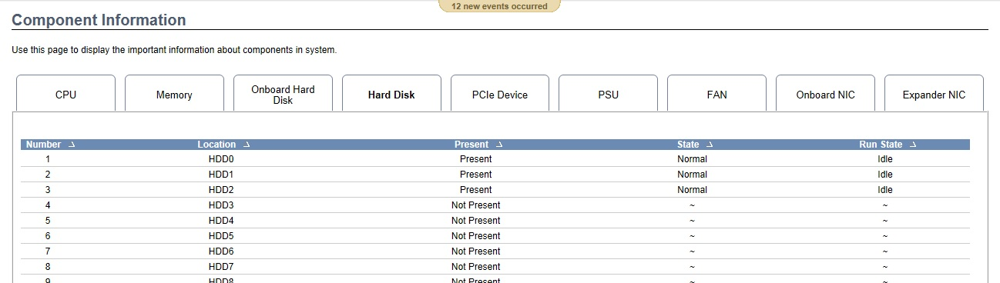 12 new events occurred
Component Information
Use this page to display the important information about components in system.
CPU Memory Onboard Hard Disk Hard Disk PCIe Device PSU FAN Onboard NIC Expander NIC
Number Location Present State Run State
1 HDD0 Present Normal Idle
2 HDD1 Present Normal Idle
3 HDD2 Present Normal Idle
4 HDD3 Not Present ~ ~
5 HDD4 Not Present ~ ~
6 HDD5 Not Present ~ ~
7 HDD6 Not Present ~ ~
8 HDD7 Not Present ~ ~
9 HDD8 Not Present ~ ~